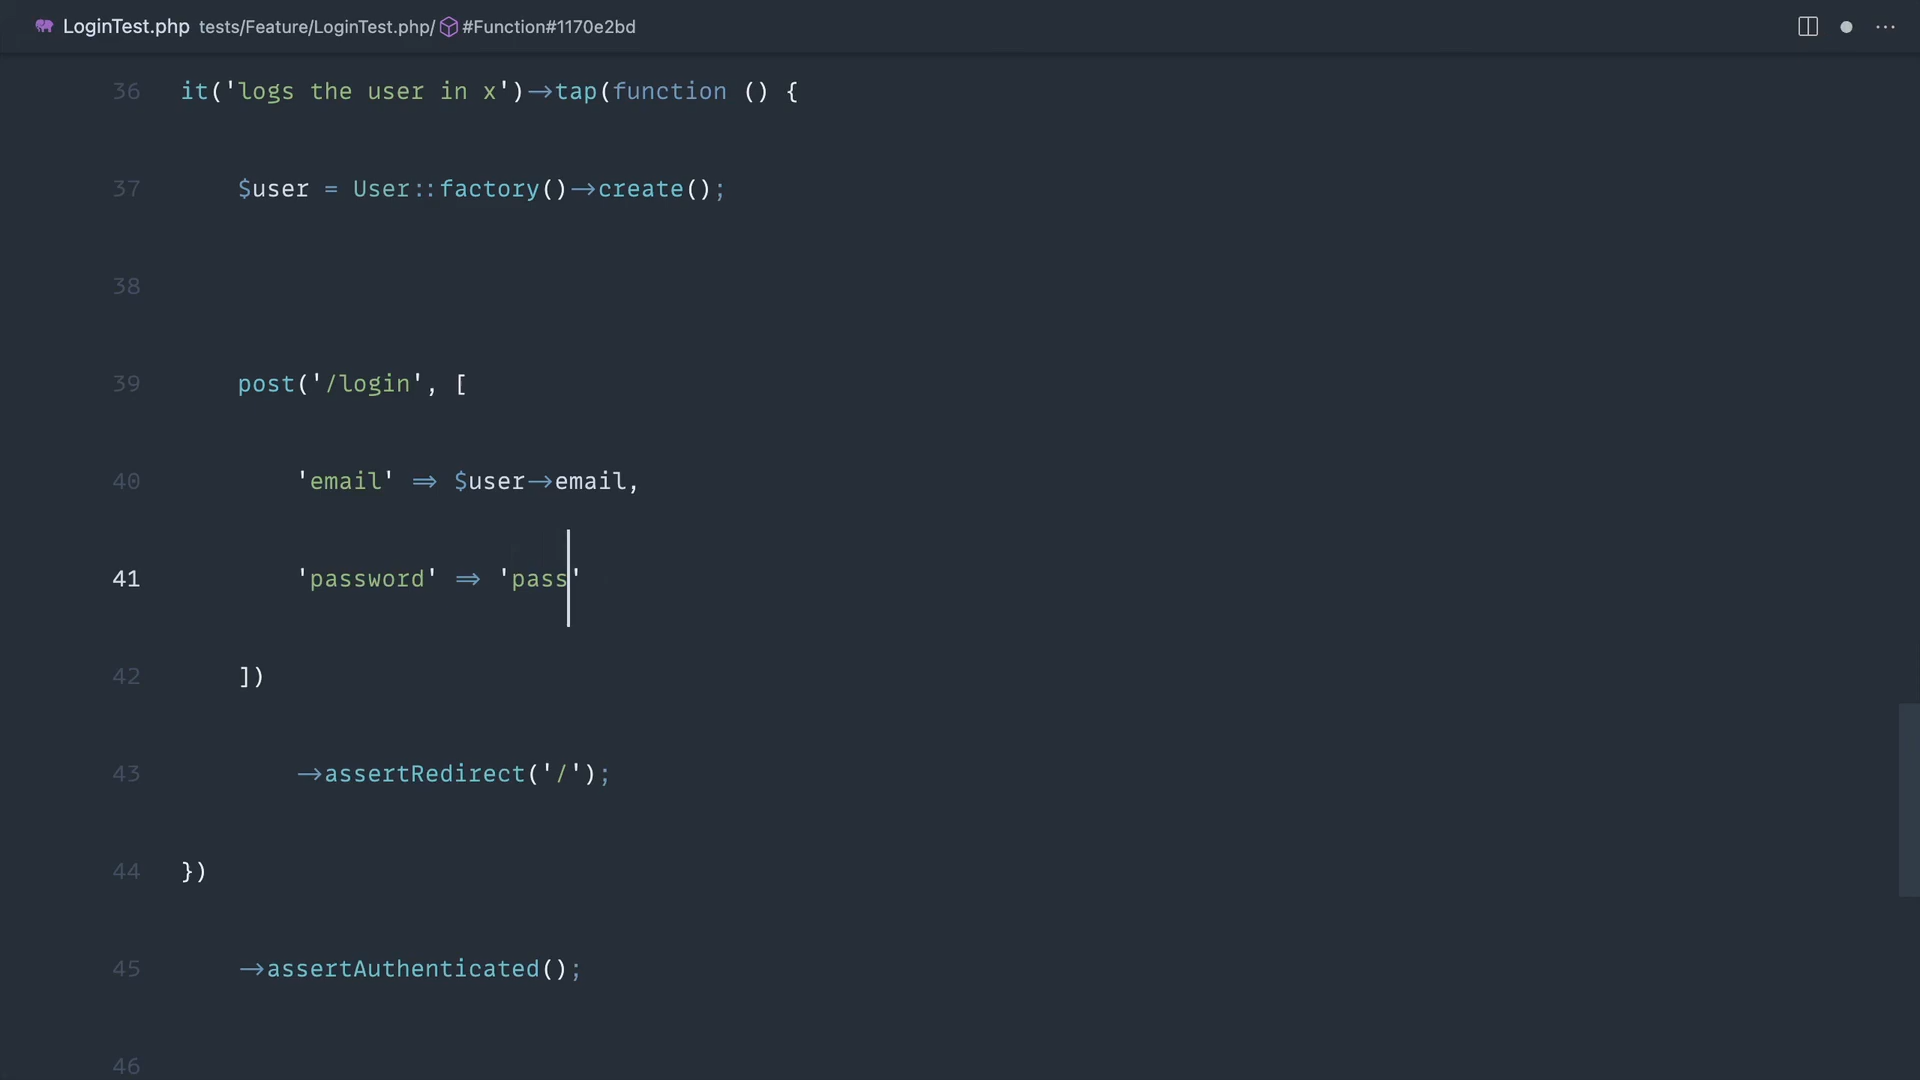 LoginTest.php tests/Feature/LoginTest.php/ #Function#1170e2bd
36 it('logs the user in x')->tap(function () {
37 $user = User::factory()->create();
38
39 post('/login', [
40 'email' => $user->email,
41 'password' => 'pass'
42 ])
43 ->assertRedirect('/');
44 })
45 ->assertAuthenticated();
46